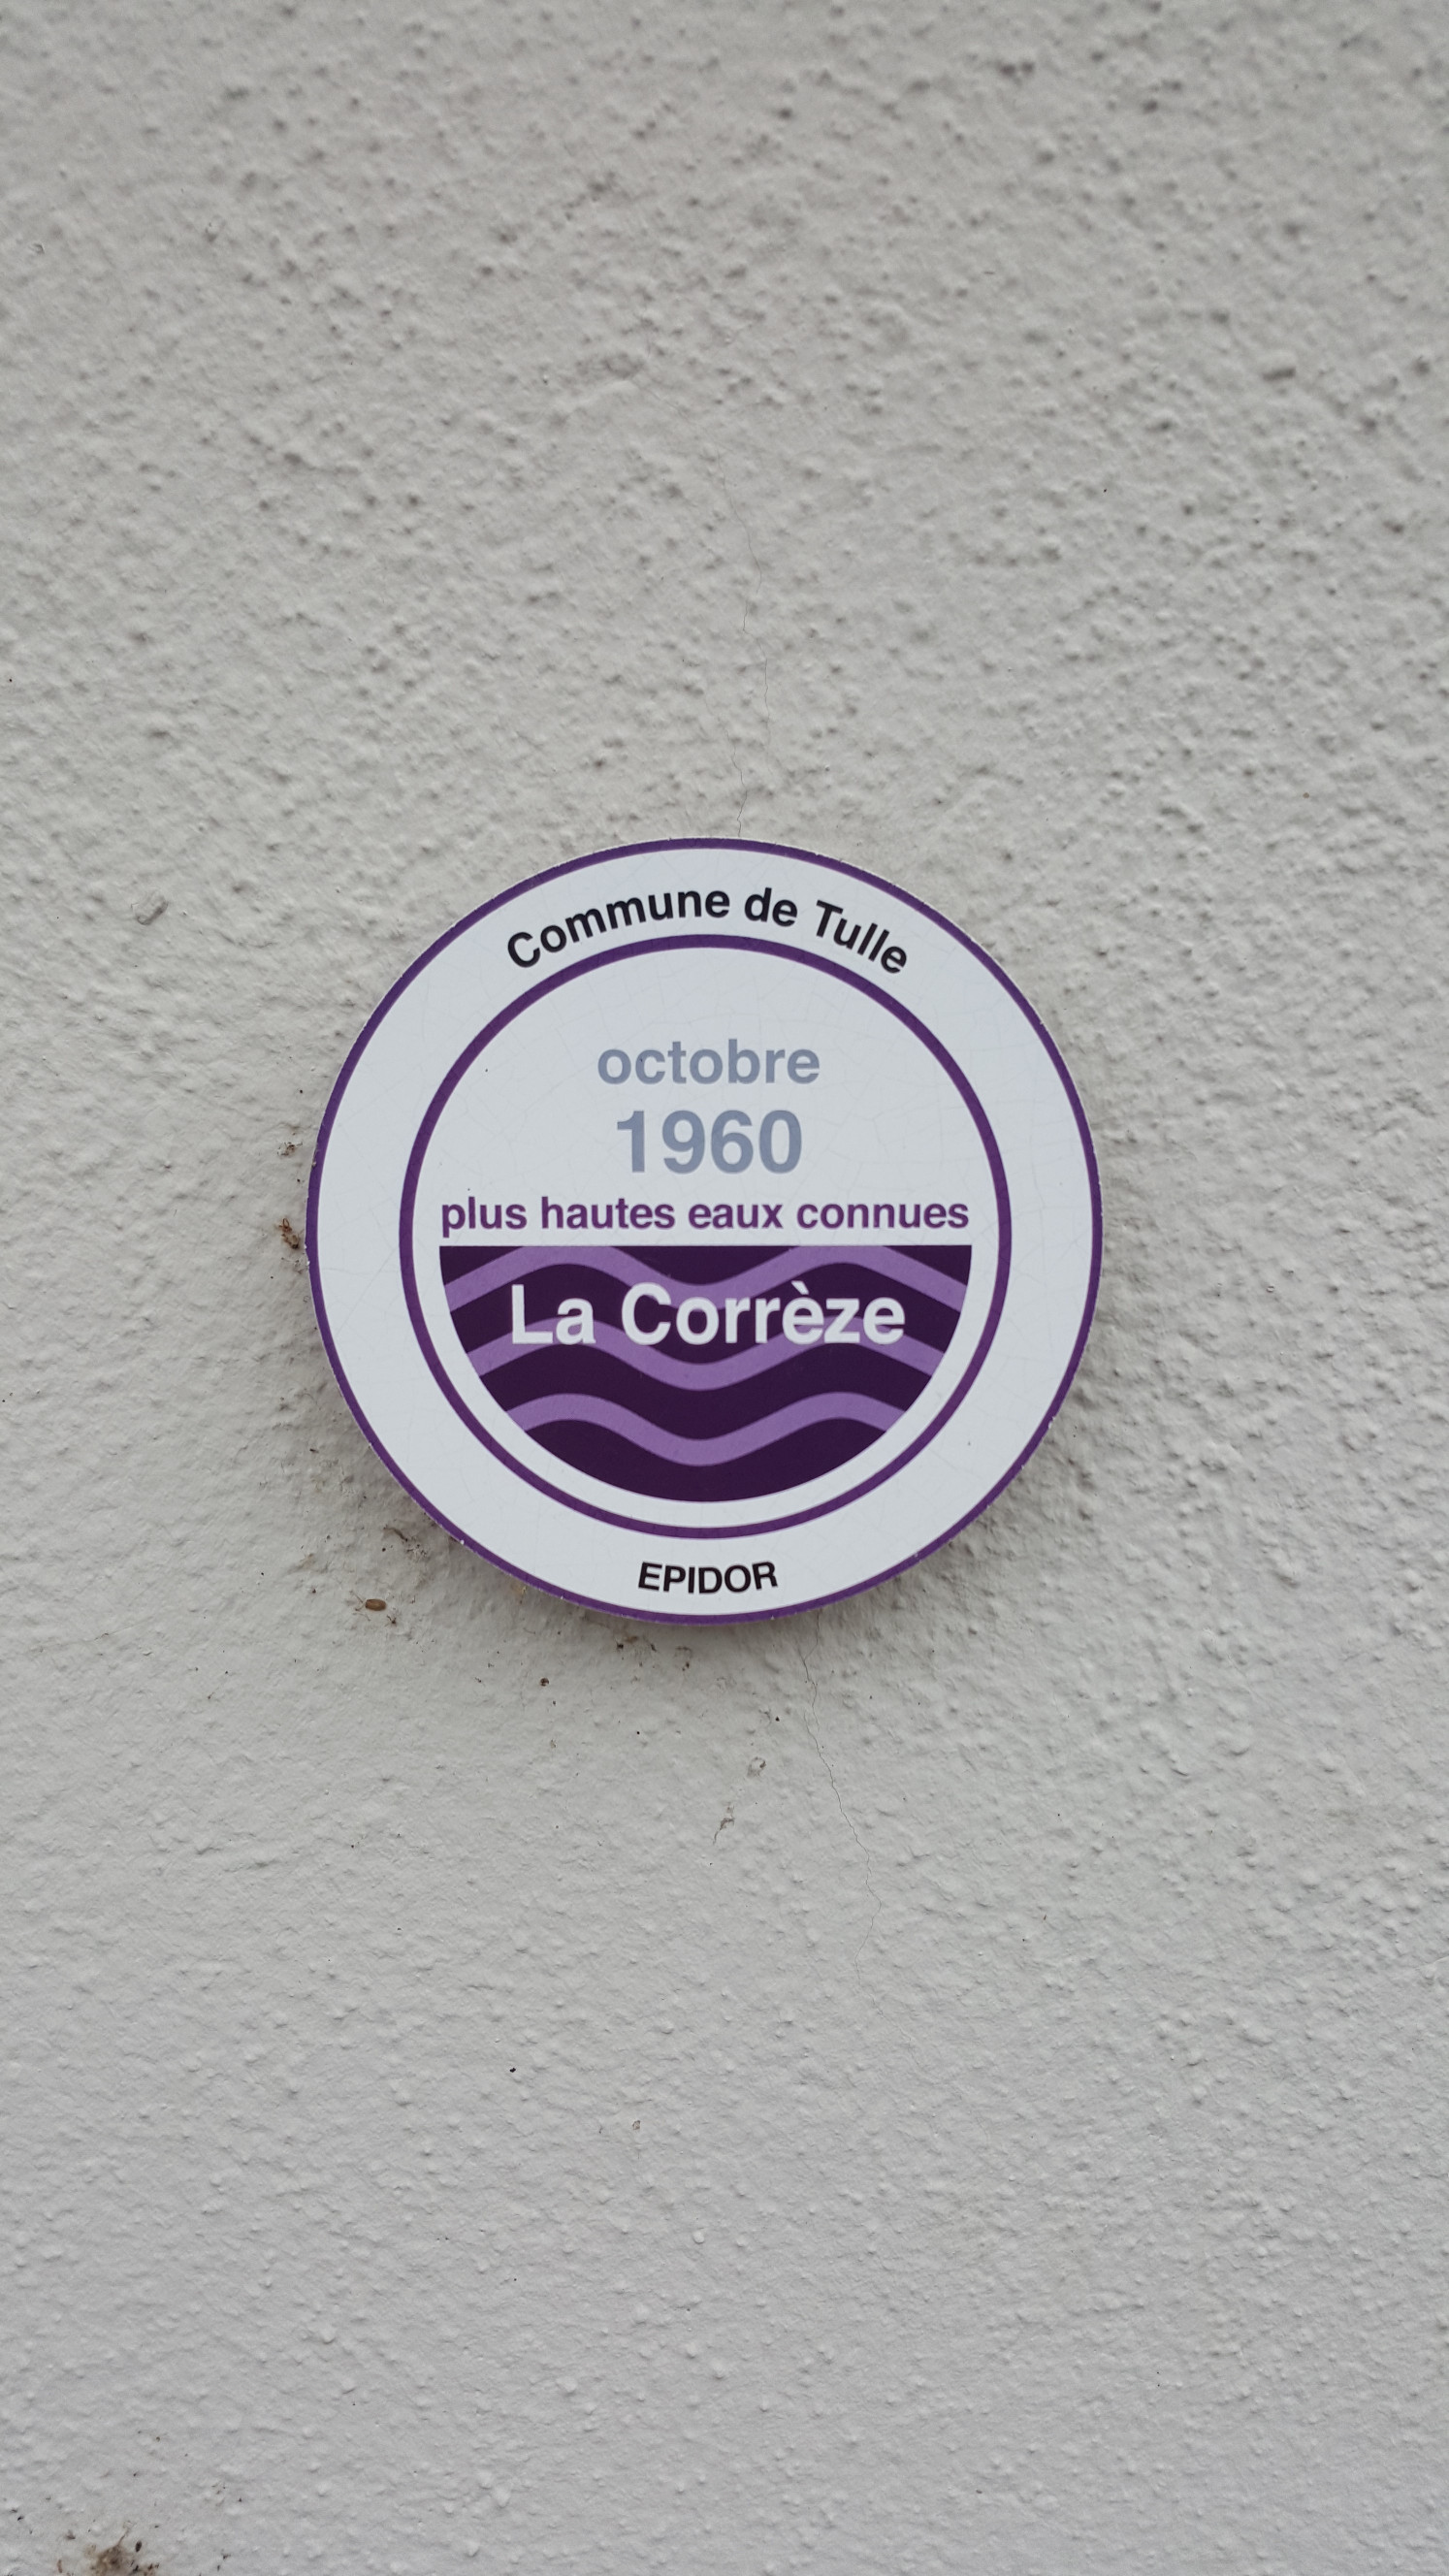 Commune de Tulle
octobre
1960
plus hautes eaux connues
La Corrèze
EPIDOR